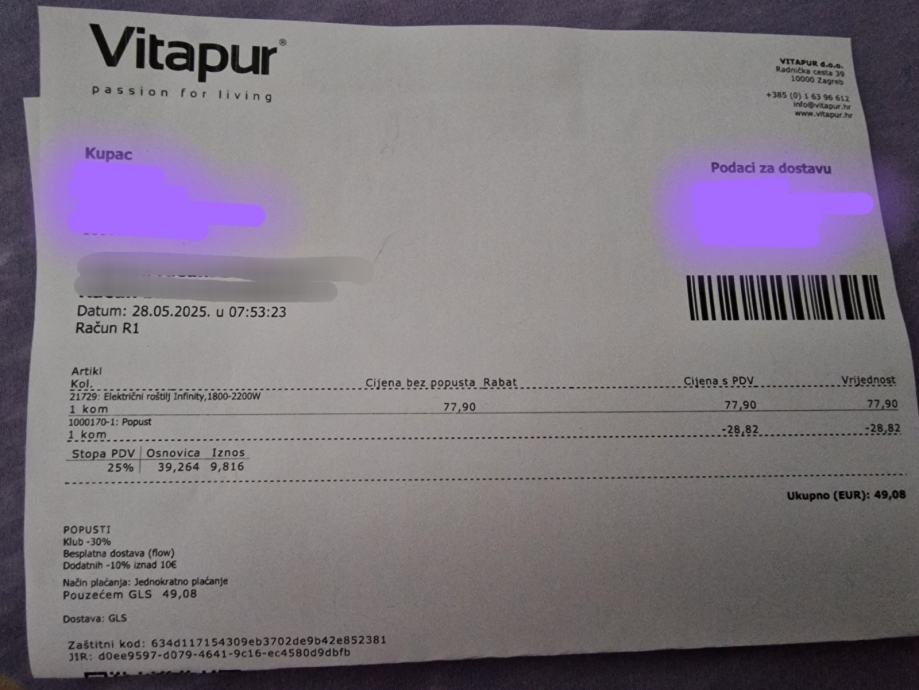 Vitapur®
passion for living
VITAPUR d.o.o.
Radnička cesta 39
10000 Zagreb
+385 (0) 1 63 96 612
info@vitapur.hr
www.vitapur.hr
Kupac
Podaci za dostavu
Datum: 28.05.2025. u 07:53:23
Račun R1
Artikl
Kol. Cijena bez popusta Rabat Cijena s PDV Vrijednost
21729: Električni roštilj Infinity,1800-2200W
1 kom 77,90 77,90 77,90
1000170-1: Popust
1 kom -28,82 -28,82
Stopa PDV Osnovica Iznos
25% 39,264 9,816
Ukupno (EUR): 49,08
POPUSTI
Klub -30%
Besplatna dostava (flow)
Dodatnih -10% iznad 10€
Način plaćanja: Jednokratno plaćanje
Pouzećem GLS 49,08
Dostava: GLS
Zaštitni kod: 634d117154309eb3702de9b42e852381
JIR: d0ee9597-d079-4641-9c16-ec4580d9dbfb